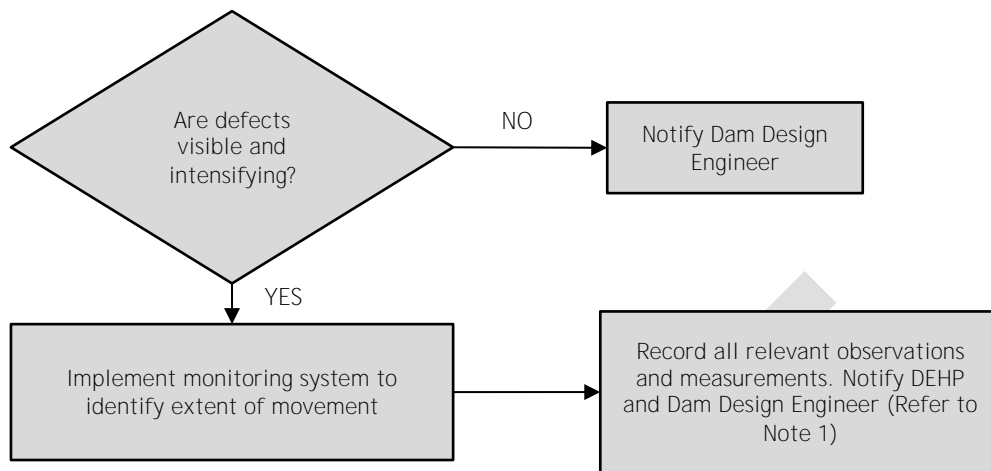 Are defects
visible and
intensifying?
NO
Notify Dam Design
Engineer
YES
Implement monitoring system to
identify extent of movement
Record all relevant observations
and measurements. Notify DEHP
and Dam Design Engineer (Refer to
Note 1)